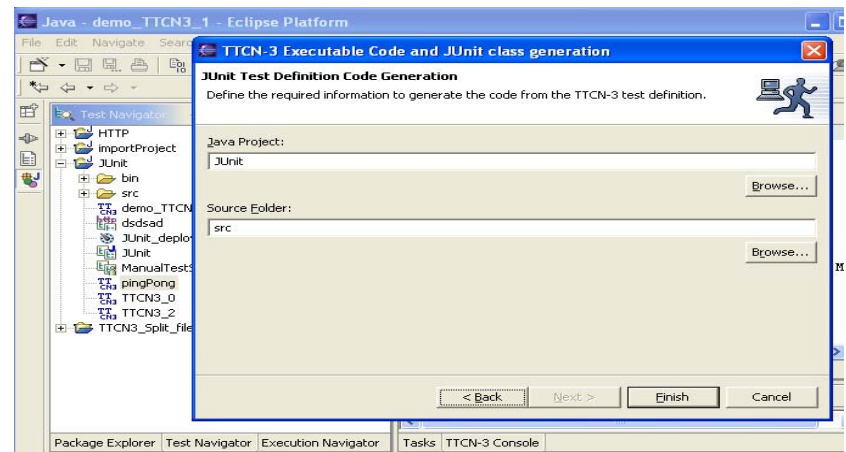 Java - demo_TTCN3_1 - Eclipse Platform
File Edit Navigate Searc
TTCN-3 Executable Code and JUnit class generation
JUnit Test Definition Code Generation
Define the required information to generate the code from the TTCN-3 test definition.
Test Navigator
HTTP
importProject
JUnit
bin
src
demo_TTCN
dsdsad
JUnit_deplo
JUnit
ManualTestS
pingPong
TTCN3_0
TTCN3_2
TTCN3_Split_file
Java Project:
JUnit
Browse...
Source Folder:
src
Browse...
M
< Back Next > Finish Cancel
Package Explorer Test Navigator Execution Navigator Tasks TTCN-3 Console